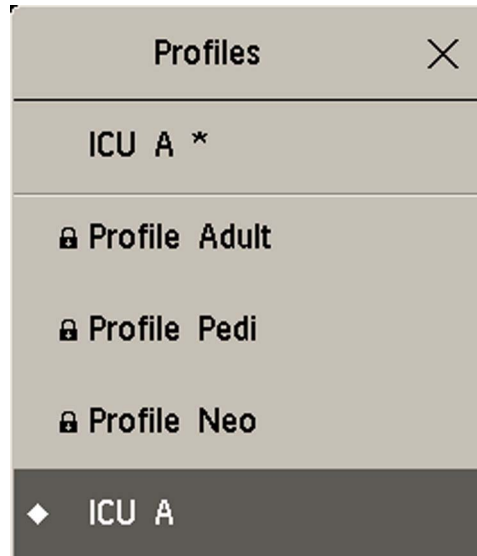 Profiles
ICU A *
Profile Adult
Profile Pedi
Profile Neo
ICU A